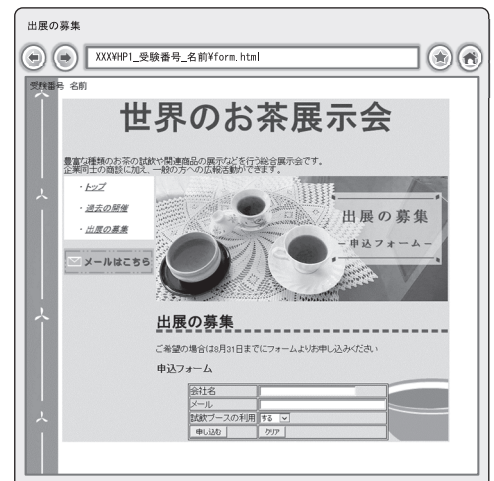 出展の募集
XXX¥HP1_受験番号_名前¥form.html
受験番号 名前
世界のお茶展示会
豊富な種類のお茶の試飲や関連商品の展示などを行う総合展示会です。
企業同士の商談に加え、一般の方への広報活動ができます。
・トップ
・過去の開催
・出展の募集
メールはこちら
出展の募集
－申込フォーム－
出展の募集
ご希望の場合は8月31日までにフォームよりお申し込みください
申込フォーム
会社名
メール
試飲ブースの利用 する
申し込む クリア